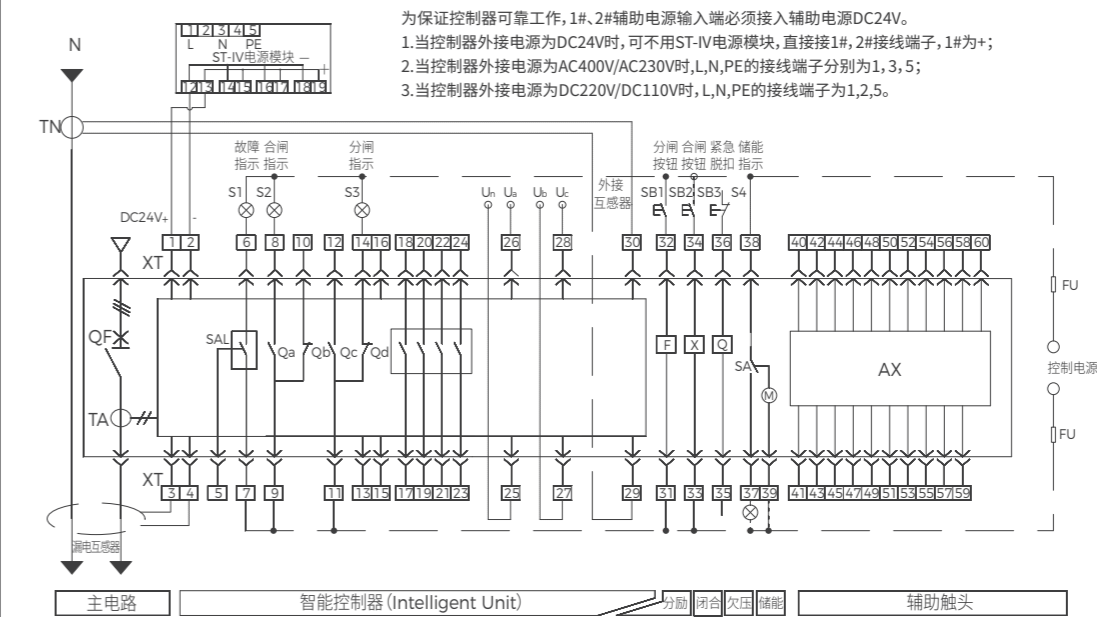 为保证控制器可靠工作，1#、2#辅助电源输入端必须接入辅助电源DC24V。
1.当控制器外接电源为DC24V时，可不用ST-IV电源模块，直接接1#，2#接线端子，1#为+；
2.当控制器外接电源为AC400V/AC230V时,L,N,PE的接线端子分别为1，3，5；
3.当控制器外接电源为DC220V/DC110V时，L,N,PE的接线端子为1,2,5。
1 2 3 4 5
L N PE
ST-IV电源模块 — +
12 13 14 15 16 17 18 19
N
TN
故障指示 合闸指示 分闸指示
外接互感器
分闸按钮 合闸按钮 紧急脱扣 储能指示
S1 S2 S3 Un Ua Ub Uc SB1 SB2 SB3 S4
DC24V+ -
XT 1 2 6 8 10 12 14 16 18 20 22 24 26 28 30 32 34 36 38 40 42 44 46 48 50 52 54 56 58 60
FU
QF SAL Qa Qb Qc Qd F X Q SA M AX
控制电源
TA
FU
XT 3 4 5 7 9 11 13 15 17 19 21 23 25 27 29 31 33 35 37 39 41 43 45 47 49 51 53 55 57 59
漏电互感器
主电路 智能控制器(Intelligent Unit) 分励 闭合 欠压 储能 辅助触头